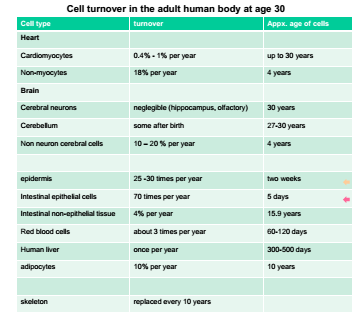 Cell turnover in the adult human body at age 30
Cell type turnover Appx. age of cells
Heart
Cardiomyocytes 0.4% - 1% per year up to 30 years
Non-myocytes 18% per year 4 years
Brain
Cerebral neurons neglegible (hippocampus, olfactory) 30 years
Cerebellum some after birth 27-30 years
Non neuron cerebral cells 10 – 20 % per year 4 years
epidermis 25 -30 times per year two weeks
Intestinal epithelial cells 70 times per year 5 days
Intestinal non-epithelial tissue 4% per year 15.9 years
Red blood cells about 3 times per year 60-120 days
Human liver once per year 300-500 days
adipocytes 10% per year 10 years
skeleton replaced every 10 years